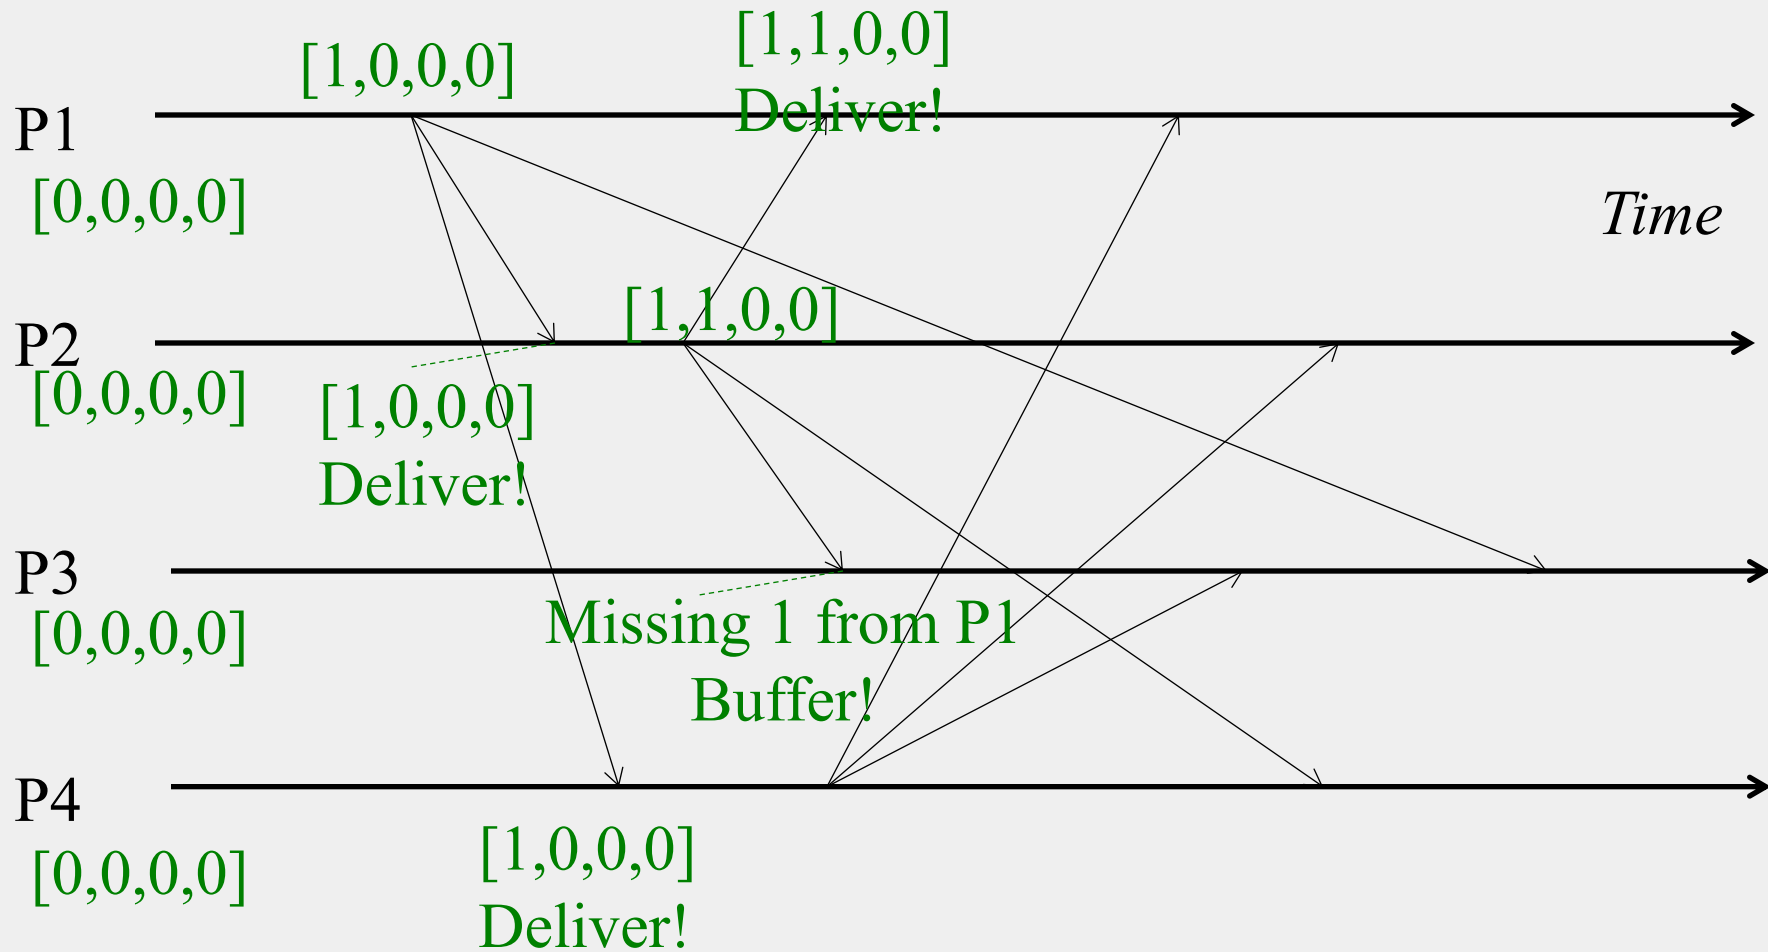 [1,1,0,0]
[1,0,0,0]
Deliver!
P1
[0,0,0,0]
Time
[1,1,0,0]
P2
[0,0,0,0]
[1,0,0,0]
Deliver!
P3
[0,0,0,0]
Missing 1 from P1
Buffer!
P4
[0,0,0,0]
[1,0,0,0]
Deliver!